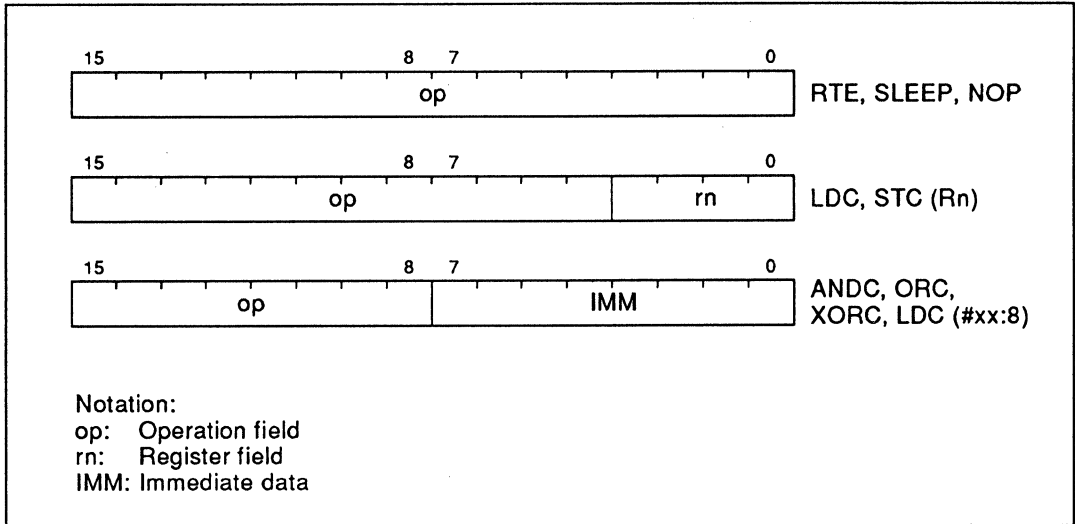 15 8 7 0
op
RTE, SLEEP, NOP
15 8 7 0
op rn
LDC, STC (Rn)
15 8 7 0
op IMM
ANDC, ORC,
XORC, LDC (#xx:8)
Notation:
op: Operation field
rn: Register field
IMM: Immediate data